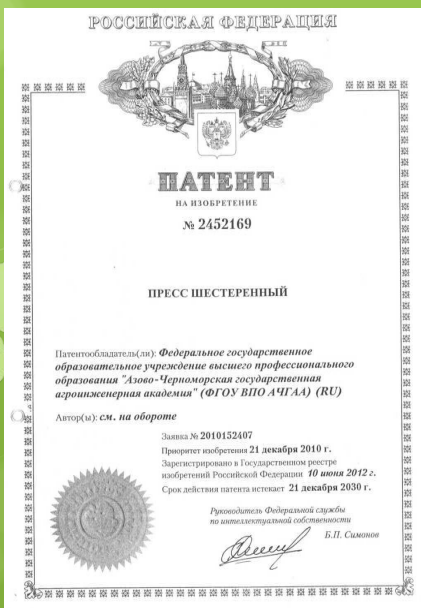 РОССИЙСКАЯ ФЕДЕРАЦИЯ
ПАТЕНТ
НА ИЗОБРЕТЕНИЕ
№ 2452169
ПРЕСС ШЕСТЕРЕННЫЙ
Патентообладатель(ли): Федеральное государственное
образовательное учреждение высшего профессионального
образования "Азово-Черноморская государственная
агроинженерная академия" (ФГОУ ВПО АЧГАА) (RU)
Автор(ы): см. на обороте
Заявка № 2010152407
Приоритет изобретения 21 декабря 2010 г.
Зарегистрировано в Государственном реестре
изобретений Российской Федерации 10 июня 2012 г.
Срок действия патента истекает 21 декабря 2030 г.
Руководитель Федеральной службы
по интеллектуальной собственности
Б.П. Симонов